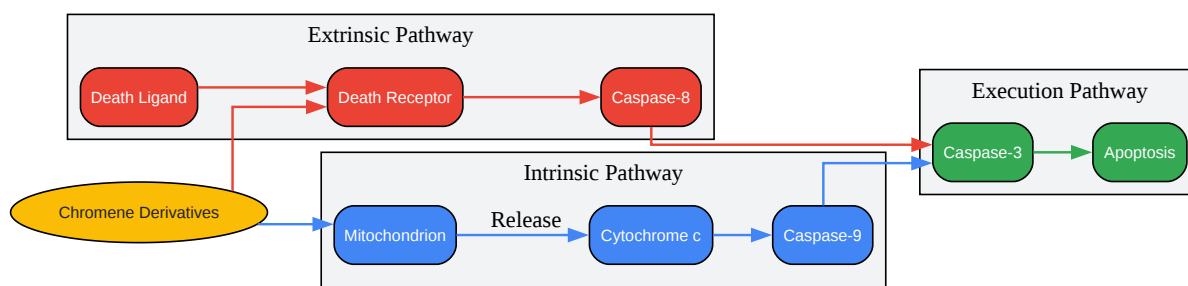 Extrinsic Pathway
Death Ligand
Death Receptor
Caspase-8
Execution Pathway
Caspase-3
Apoptosis
Intrinsic Pathway
Chromene Derivatives
Mitochondrion
Release
Cytochrome c
Caspase-9